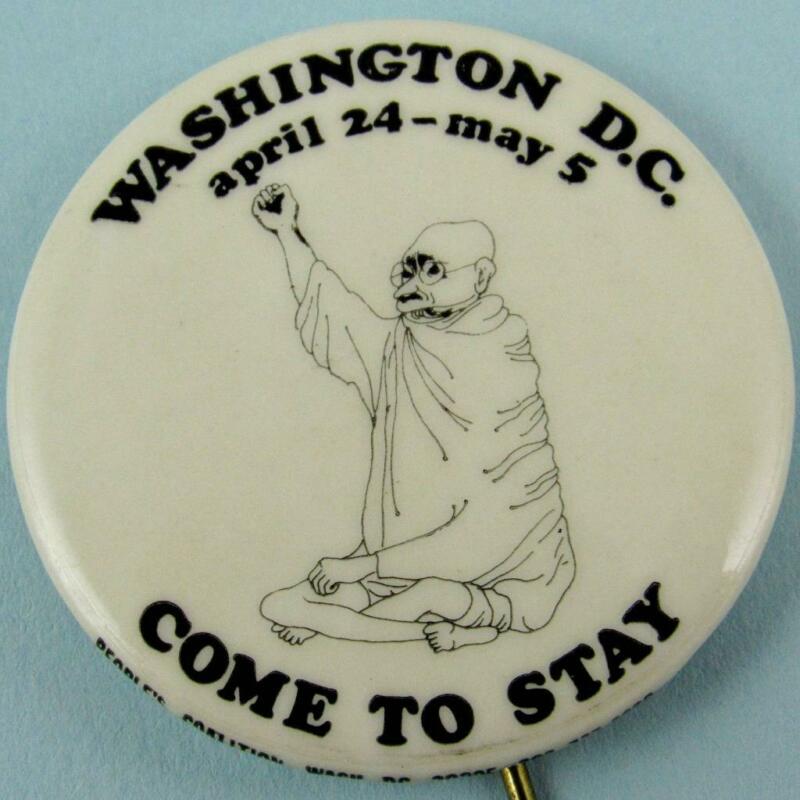 WASHINGTON D.C.
april 24 – may 5
COME TO STAY
PEOPLE'S COALITION WASH DC